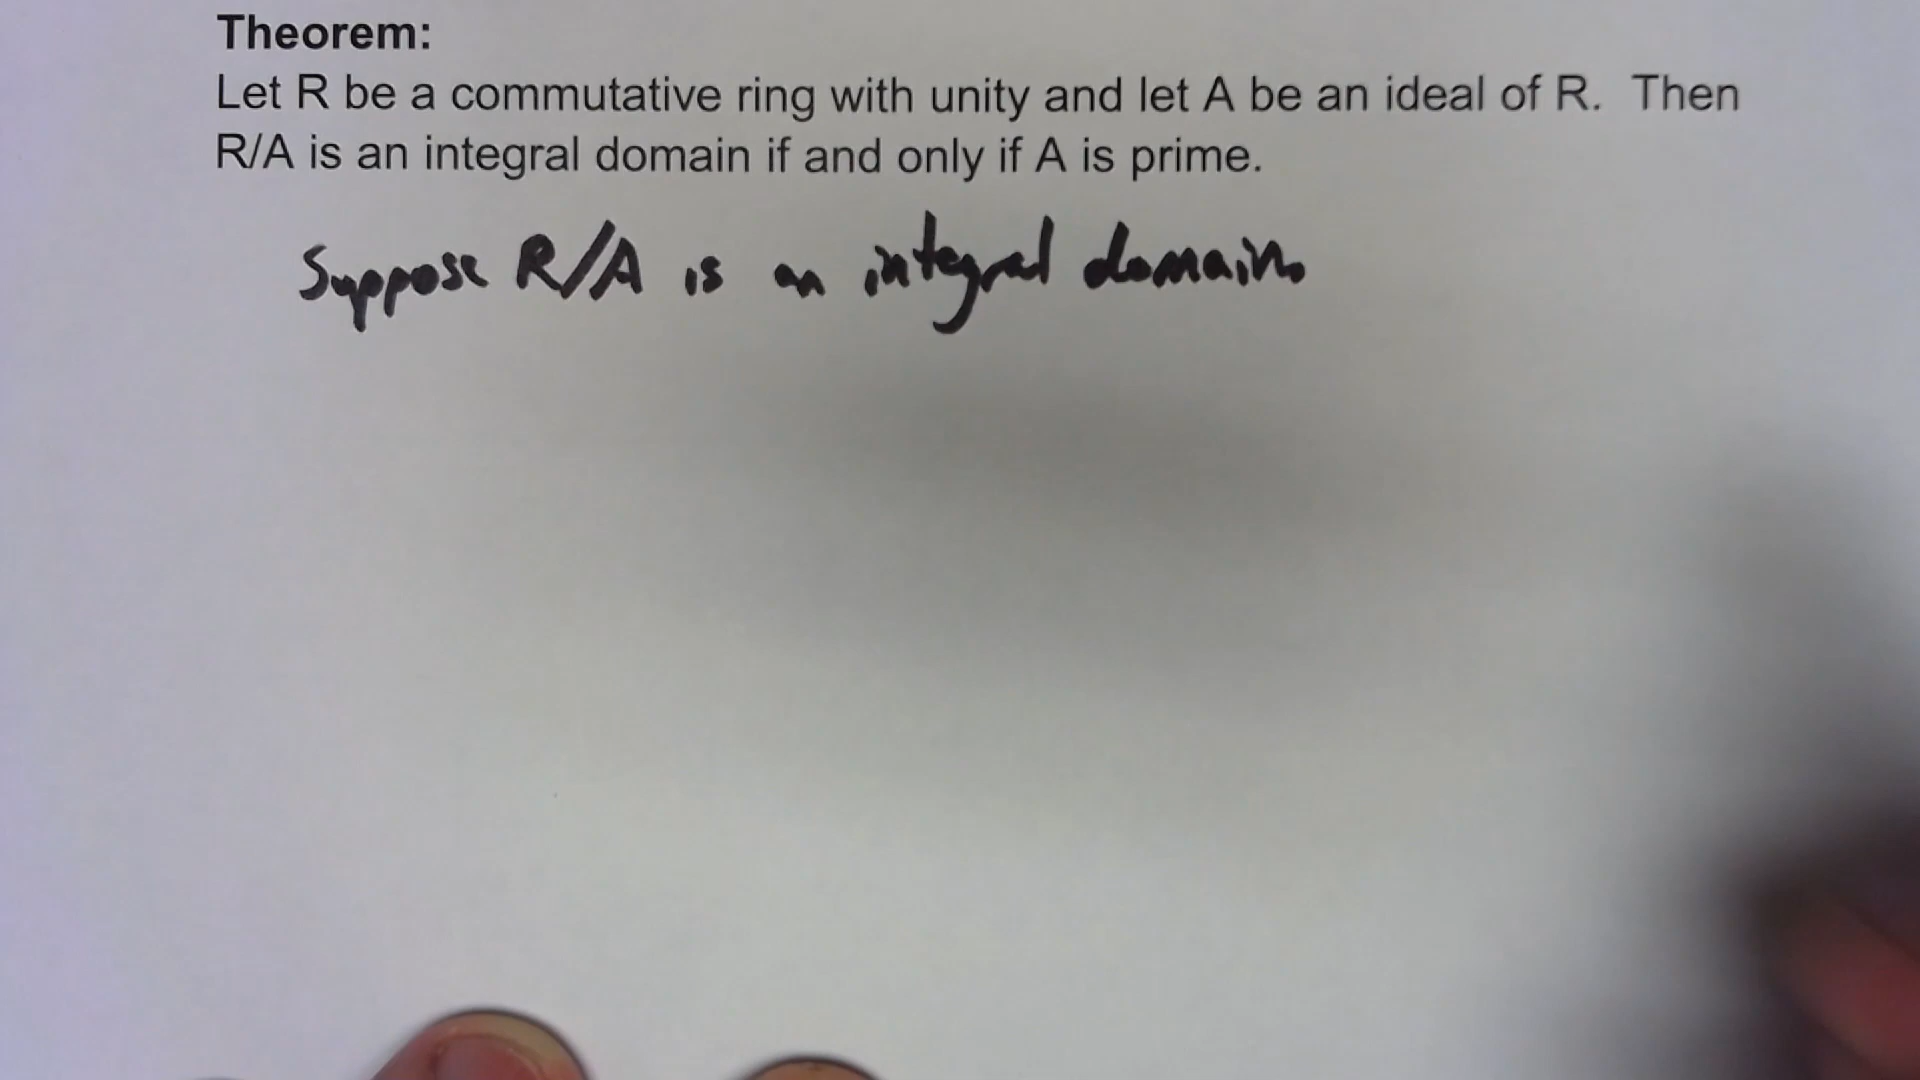 Theorem:
Let R be a commutative ring with unity and let A be an ideal of R. Then
R/A is an integral domain if and only if A is prime.
Suppose R/A is an integral domain.